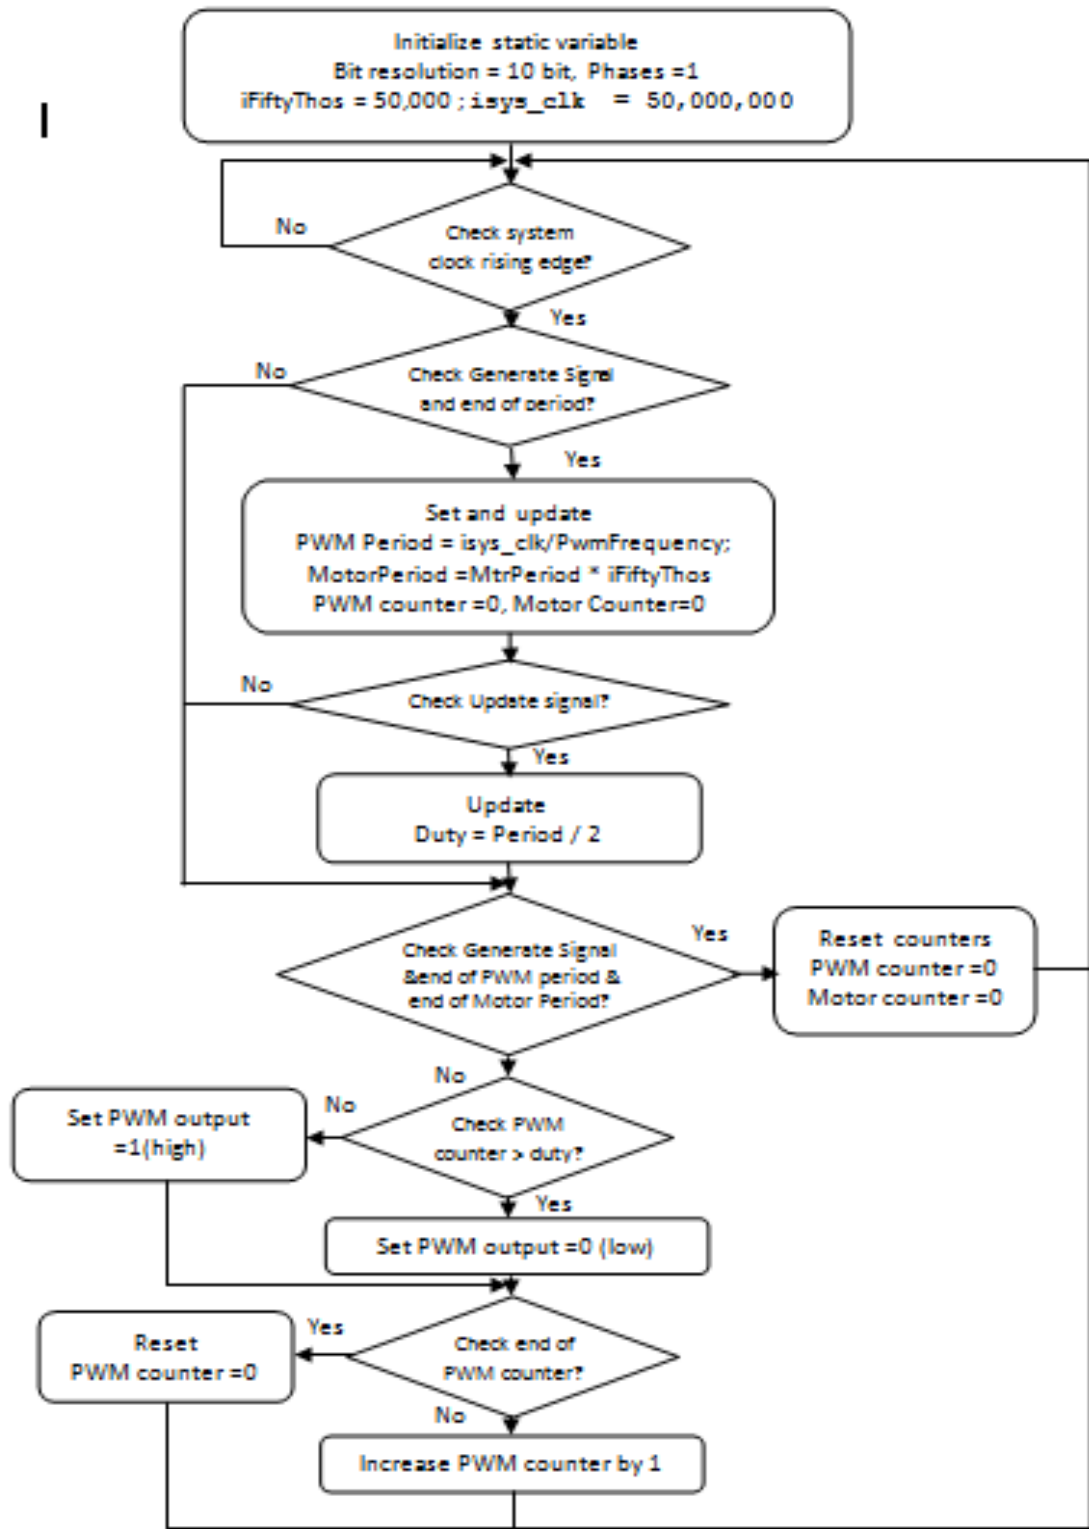 Initialize static variable
Bit resolution = 10 bit, Phases =1
iFiftyThos = 50,000 ; isys_clk = 50,000,000
I
No
Check system
clock rising edge?
Yes
No
Check Generate Signal
and end of period?
Yes
Set and update
PWM Period = isys_clk/PwmFrequency;
MotorPeriod =MtrPeriod * iFiftyThos
PWM counter =0, Motor Counter=0
No
Check Update signal?
Yes
Update
Duty = Period / 2
Check Generate Signal
&end of PWM period &
end of Motor Period?
Yes
Reset counters
PWM counter =0
Motor counter =0
No
Set PWM output
=1(high)
No
Check PWM
counter > duty?
Yes
Set PWM output =0 (low)
Reset
PWM counter =0
Yes
Check end of
PWM counter?
No
Increase PWM counter by 1